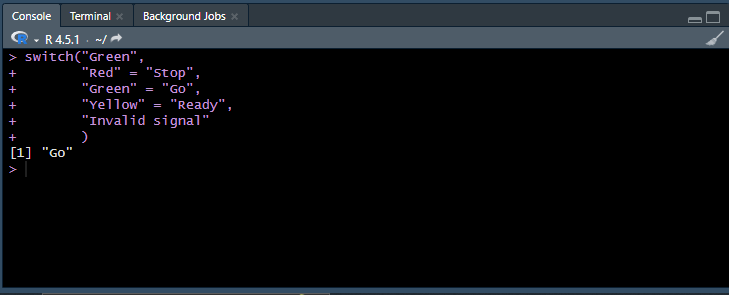 Console Terminal × Background Jobs ×
R 4.5.1 · ~/
> switch("Green",
+ "Red" = "Stop",
+ "Green" = "Go",
+ "Yellow" = "Ready",
+ "Invalid signal"
+ )
[1] "Go"
>